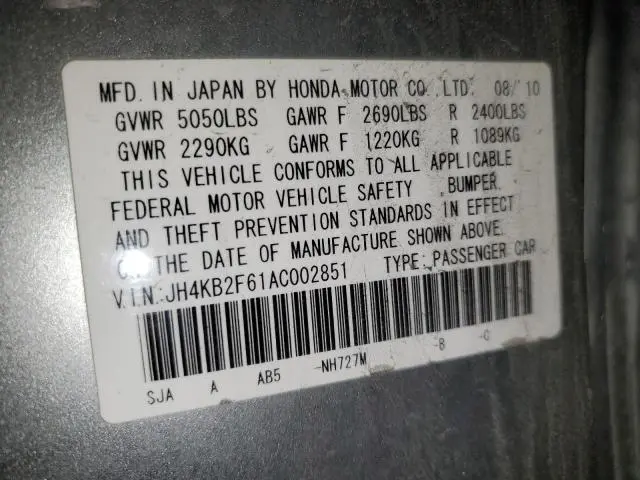 MFD. IN JAPAN BY HONDA MOTOR CO.,LTD. 08/'10
GVWR 5050LBS GAWR F 2690LBS R 2400LBS
GVWR 2290KG GAWR F 1220KG R 1089KG
THIS VEHICLE CONFORMS TO ALL APPLICABLE
FEDERAL MOTOR VEHICLE SAFETY ,BUMPER,
AND THEFT PREVENTION STANDARDS IN EFFECT
ON THE DATE OF MANUFACTURE SHOWN ABOVE.
V.I.N.:JH4KB2F61AC002851 TYPE:PASSENGER CAR
SJA A AB5 -NH727M -B -C